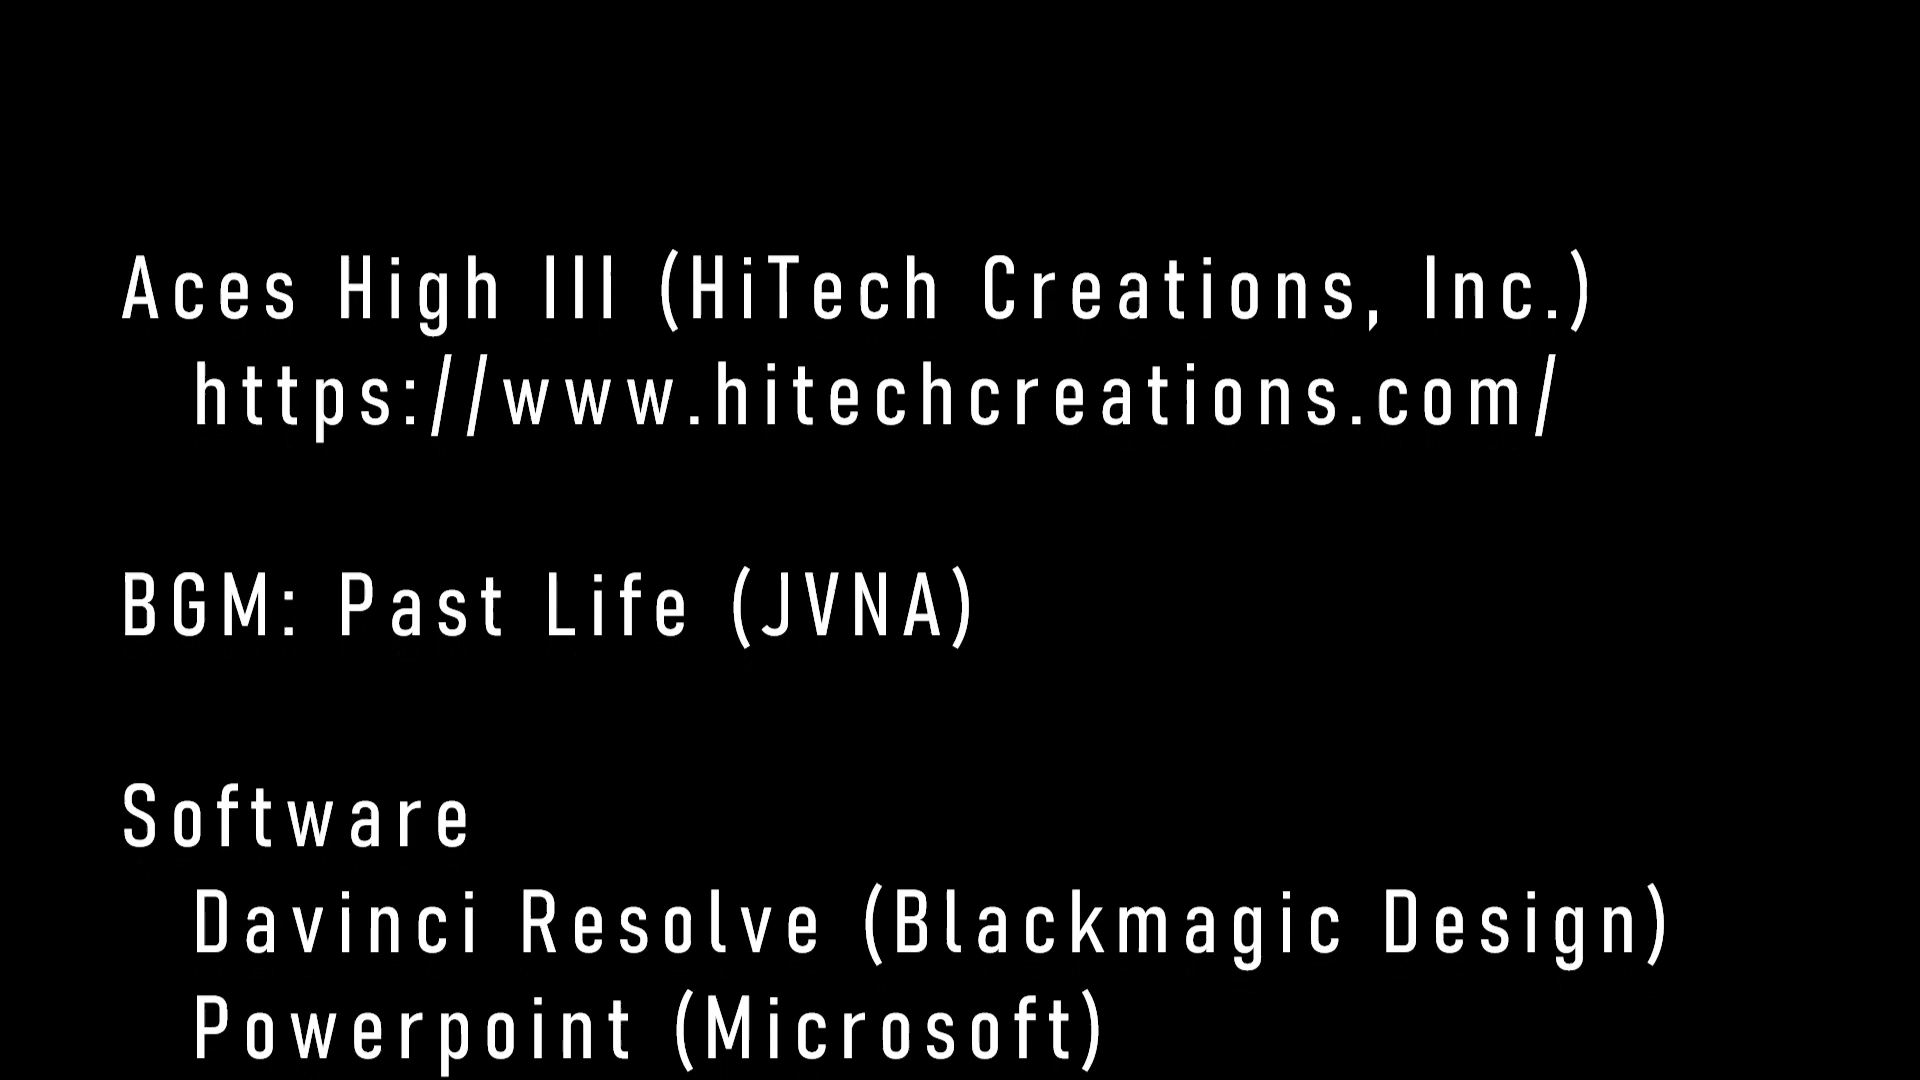 Aces High III (HiTech Creations, Inc.)
https://www.hitechcreations.com/
BGM: Past Life (JVNA)
Software
Davinci Resolve (Blackmagic Design)
Powerpoint (Microsoft)